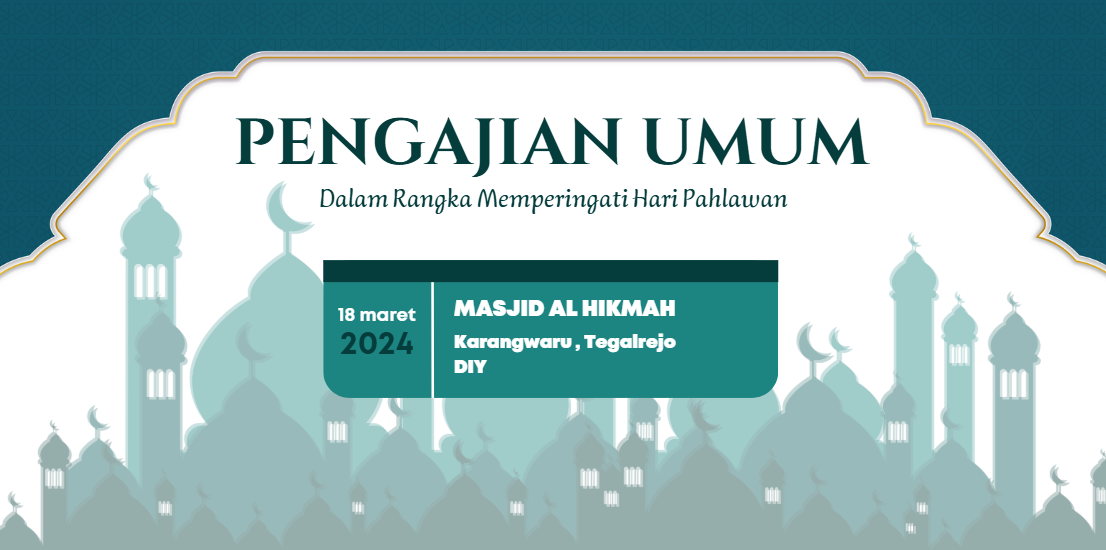 PENGAJIAN UMUM
Dalam Rangka Memperingati Hari Pahlawan
18 maret
2024
MASJID AL HIKMAH
Karangwaru , Tegalrejo
DIY